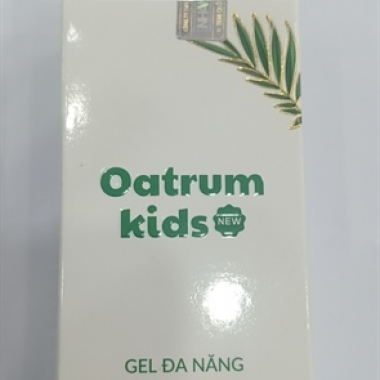 Oatrum
kids
NEW
GEL ĐA NĂNG